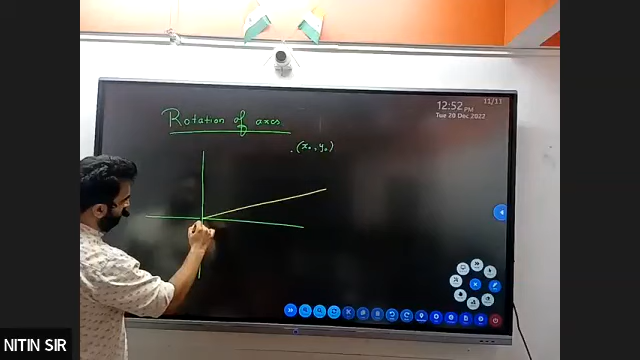 12:52 PM
11/11
Tue 20 Dec 2022
Rotation of axes
(x₀, y₀)
NITIN SIR